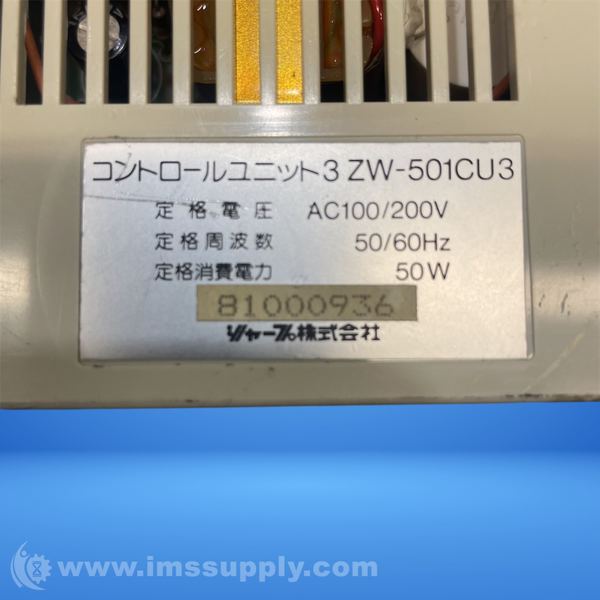 コントロールユニット3 ZW-501CU3
定格電圧 AC100/200V
定格周波数 50/60Hz
定格消費電力 50W
81000936
シャープ株式会社
www.imssupply.com